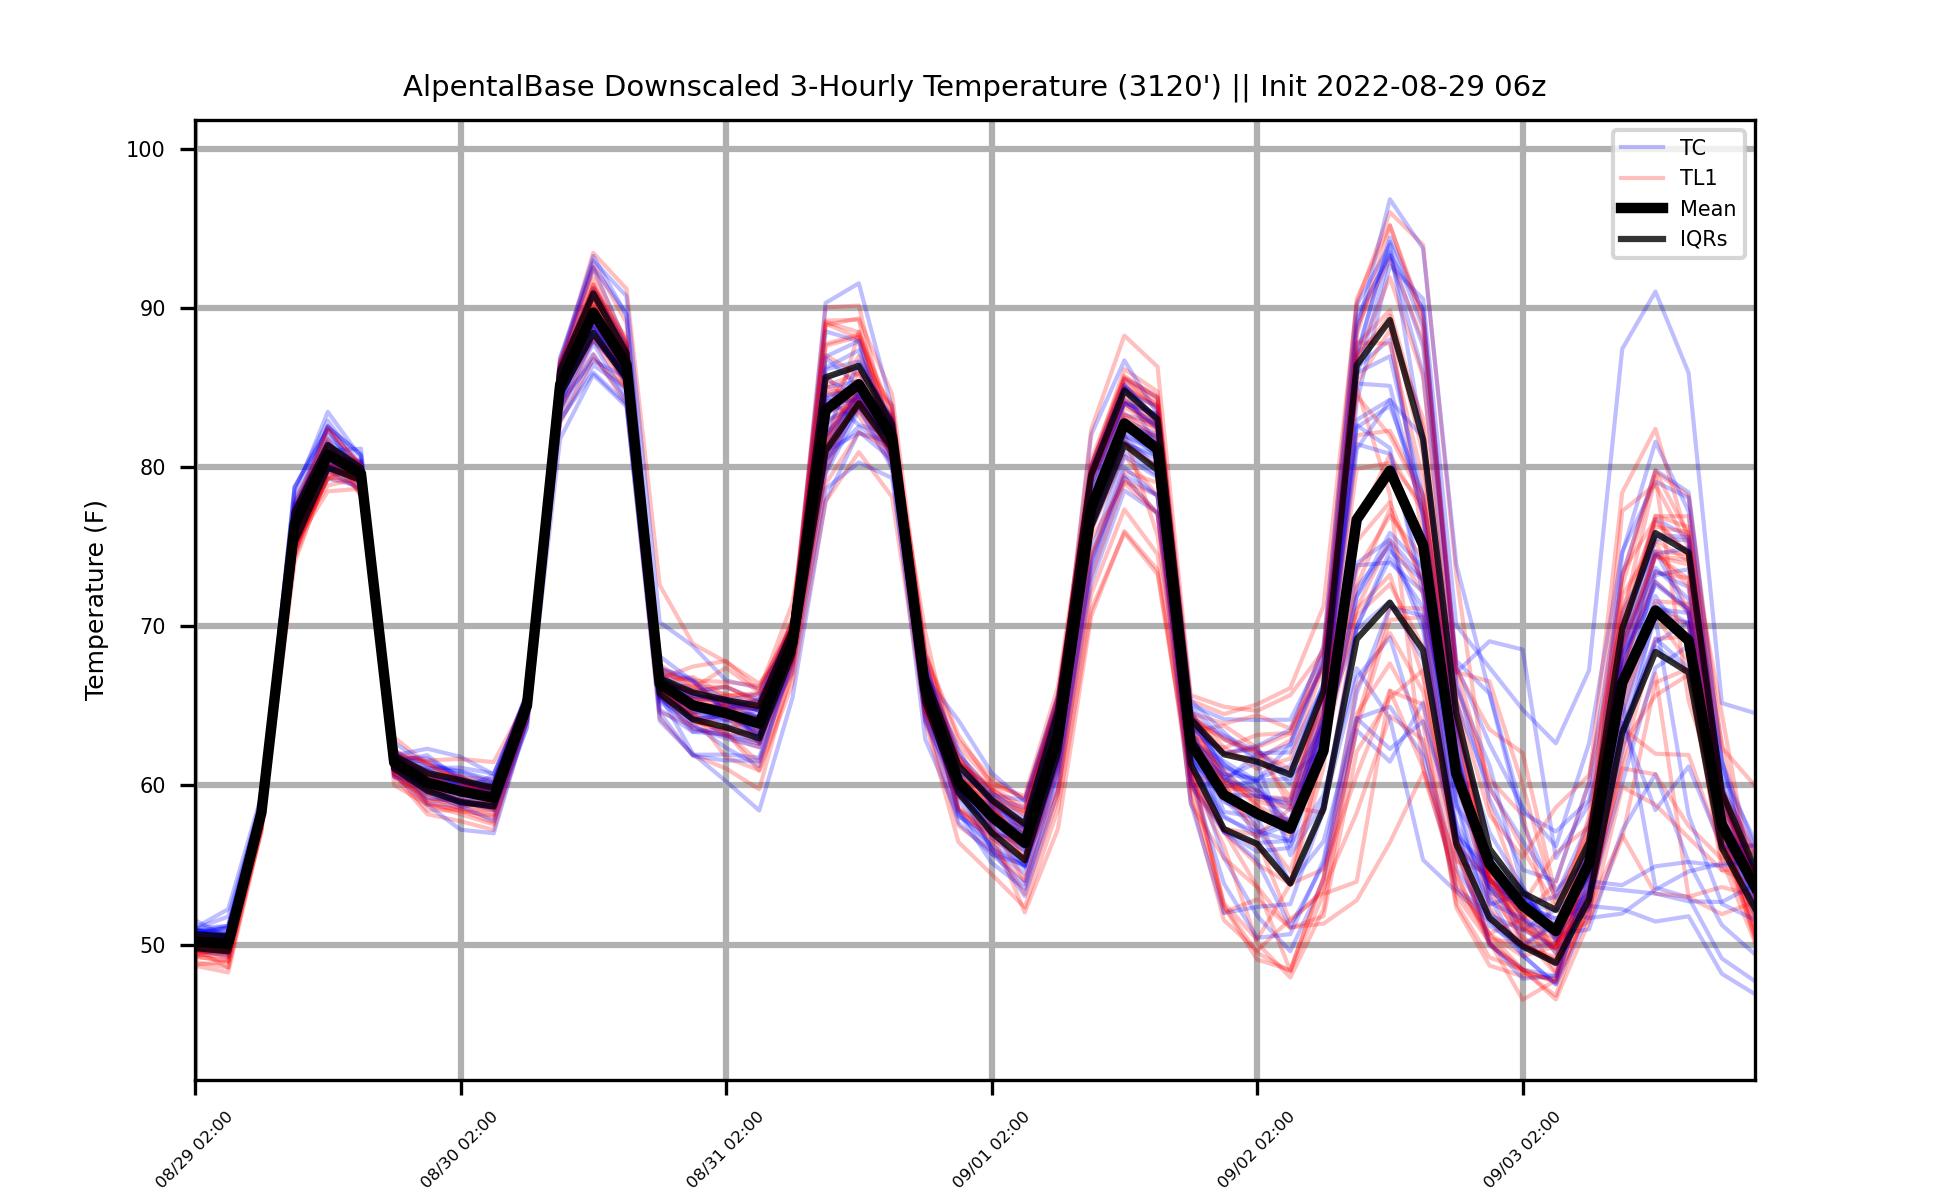 AlpentalBase Downscaled 3-Hourly Temperature (3120') || Init 2022-08-29 06z
TC
TL1
Mean
IQRs
Temperature (F)
100
90
80
70
60
50
08/29 02:00
08/30 02:00
08/31 02:00
09/01 02:00
09/02 02:00
09/03 02:00